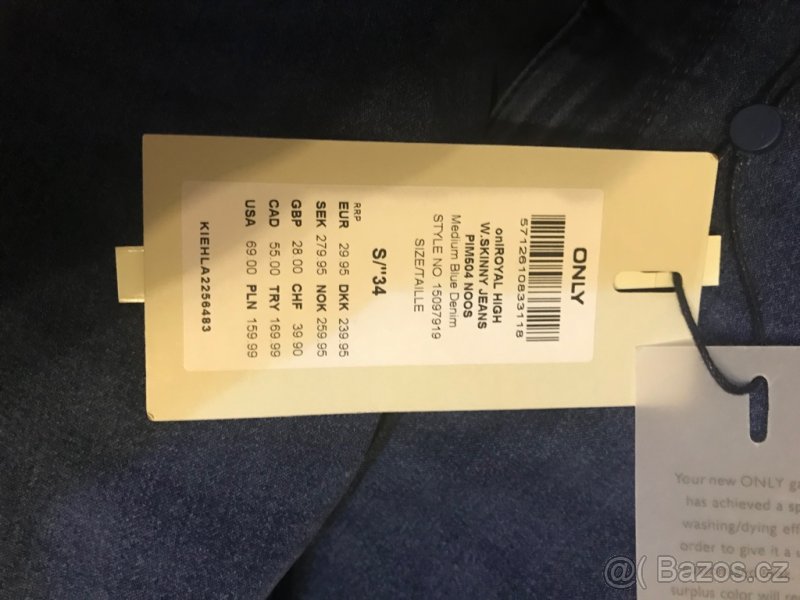 ONLY
5712610833118
onlROYAL HIGH
W.SKINNY JEANS
PIM504 NOOS
Medium Blue Denim
STYLE NO. 15097919
SIZE/TAILLE
S/"34
RRP
EUR 29.95 DKK 239.95
SEK 279.95 NOK 259.95
GBP 28.00 CHF 39.90
CAD 55.00 TRY 169.99
USA 69.00 PLN 159.99
KIEHLA2256483
Your new ONLY ga
has achieved a sp
washing/dying eff
order to give it a u
surplus color will re
@( Bazos.cz